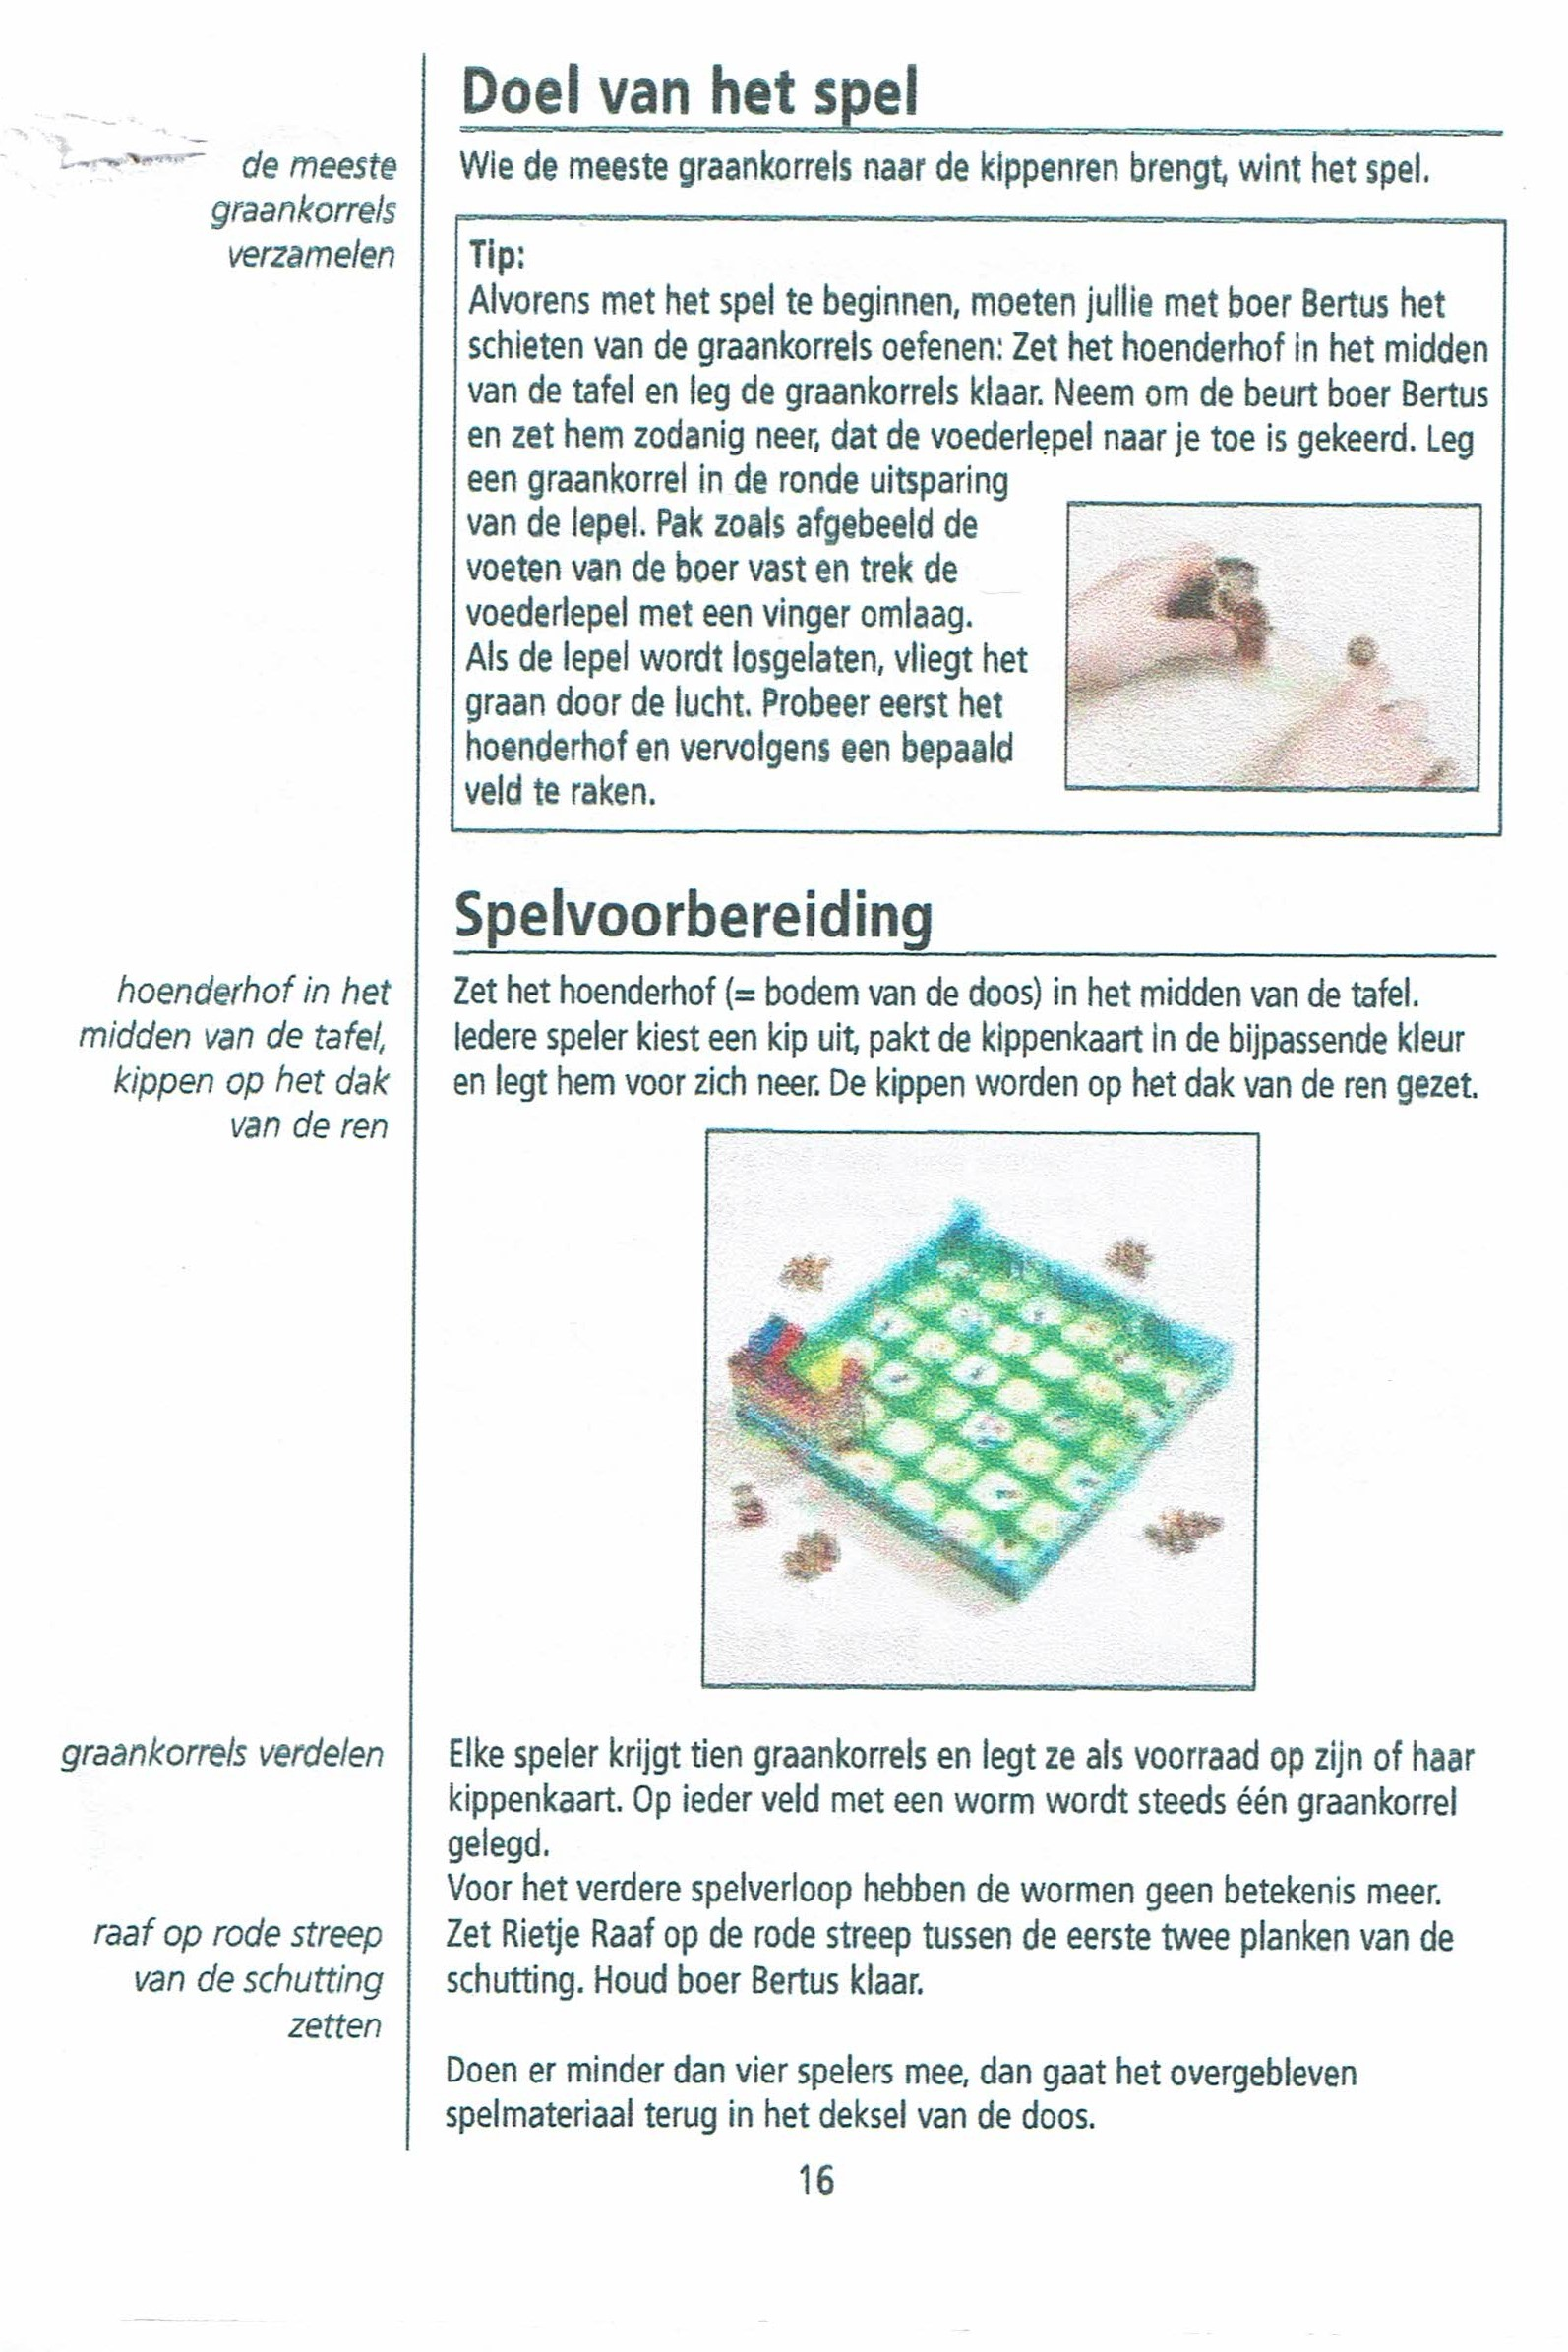 Doel van het spel
de meeste
graankorrels
verzamelen
Wie de meeste graankorrels naar de kippenren brengt, wint het spel.
Tip:
Alvorens met het spel te beginnen, moeten jullie met boer Bertus het
schieten van de graankorrels oefenen: Zet het hoenderhof in het midden
van de tafel en leg de graankorrels klaar. Neem om de beurt boer Bertus
en zet hem zodanig neer, dat de voederlepel naar je toe is gekeerd. Leg
een graankorrel in de ronde uitsparing
van de lepel. Pak zoals afgebeeld de
voeten van de boer vast en trek de
voederlepel met een vinger omlaag.
Als de lepel wordt losgelaten, vliegt het
graan door de lucht. Probeer eerst het
hoenderhof en vervolgens een bepaald
veld te raken.
Spelvoorbereiding
hoenderhof in het
midden van de tafel,
kippen op het dak
van de ren
Zet het hoenderhof (= bodem van de doos) in het midden van de tafel.
Iedere speler kiest een kip uit, pakt de kippenkaart in de bijpassende kleur
en legt hem voor zich neer. De kippen worden op het dak van de ren gezet.
graankorrels verdelen
Elke speler krijgt tien graankorrels en legt ze als voorraad op zijn of haar
kippenkaart. Op ieder veld met een worm wordt steeds één graankorrel
gelegd.
Voor het verdere spelverloop hebben de wormen geen betekenis meer.
raaf op rode streep
van de schutting
zetten
Zet Rietje Raaf op de rode streep tussen de eerste twee planken van de
schutting. Houd boer Bertus klaar.
Doen er minder dan vier spelers mee, dan gaat het overgebleven
spelmateriaal terug in het deksel van de doos.
16